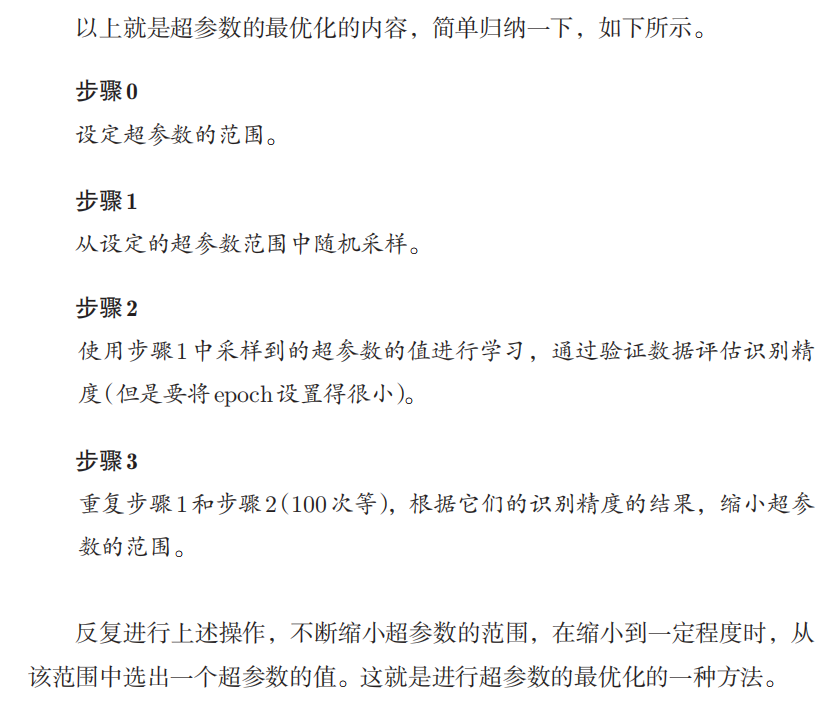 以上就是超参数的最优化的内容，简单归纳一下，如下所示。
步骤0
设定超参数的范围。
步骤1
从设定的超参数范围中随机采样。
步骤2
使用步骤1中采样到的超参数的值进行学习，通过验证数据评估识别精
度（但是要将epoch设置得很小）。
步骤3
重复步骤1和步骤2（100次等），根据它们的识别精度的结果，缩小超参
数的范围。
反复进行上述操作，不断缩小超参数的范围，在缩小到一定程度时，从
该范围中选出一个超参数的值。这就是进行超参数的最优化的一种方法。